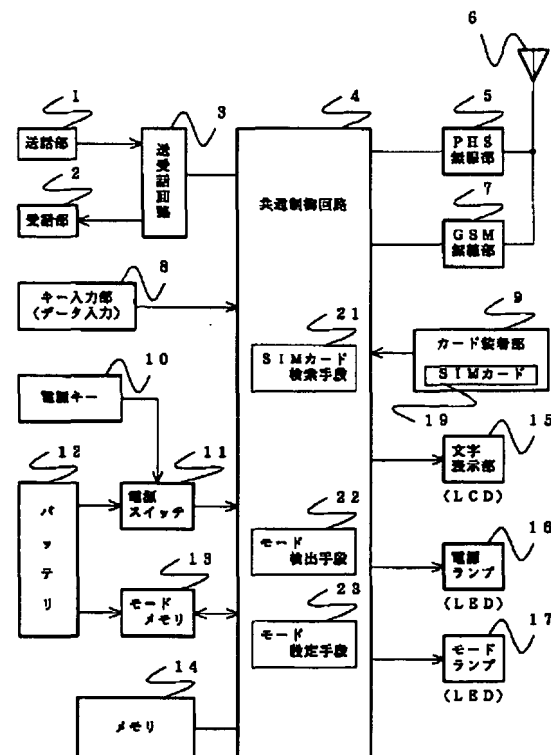 6
1
送話部
2
受話部
3
送受話回路
4
共通制御回路
5
PHS
無線部
7
GSM
無線部
8
キー入力部
(データ入力)
21
SIMカード
検索手段
9
カード装着部
SIMカード
19
10
電源キー
12
バッテリ
11
電源
スイッチ
15
文字
表示部
(LCD)
22
モード
検出手段
13
モード
メモリ
16
電源
ランプ
(LED)
23
モード
設定手段
17
モード
ランプ
(LED)
14
メモリ